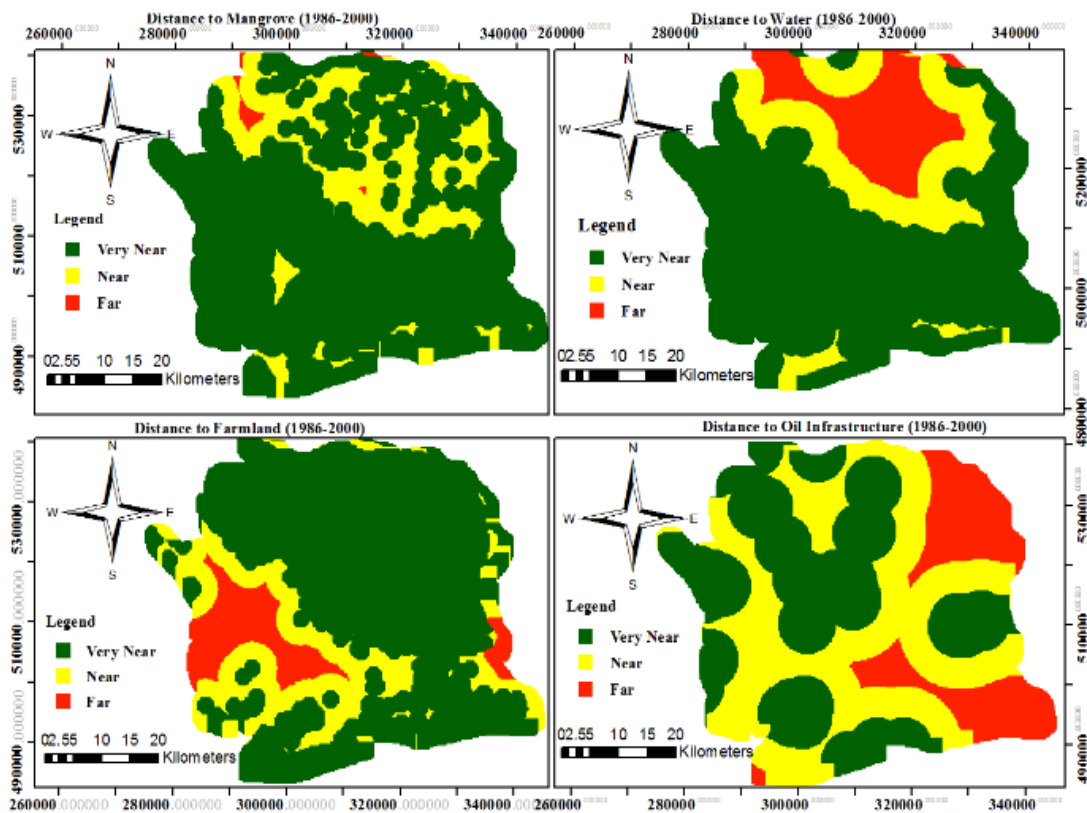 Distance to Mangrove (1986-2000)
260000 280000 300000 320000 340000
N
W E
S
530000
510000
490000
Legend
Very Near
Near
Far
02.55 10 15 20
Kilometers
Distance to Water (1986-2000)
260000 280000 300000 320000 340000
N
W E
S
520000
500000
480000
Legend
Very Near
Near
Far
02.55 10 15 20
Kilometers
Distance to Farmland (1986-2000)
N
W E
S
530000.000000
510000.000000
490000.000000
Legend
Very Near
Near
Far
02.55 10 15 20
Kilometers
260000.000000 280000.000000 300000.000000 320000.000000 340000.000000
Distance to Oil Infrastructure (1986-2000)
N
W E
S
530000
510000
490000
Legend
Very Near
Near
Far
02.55 10 15 20
Kilometers
260000 280000 300000 320000 340000